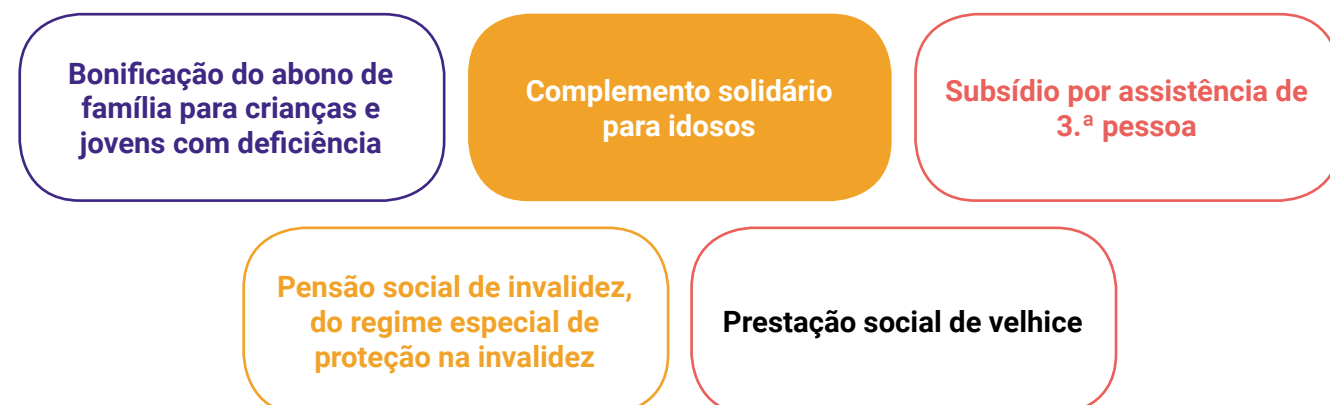 Bonificação do abono de
família para crianças e
jovens com deficiência
Complemento solidário
para idosos
Subsídio por assistência de
3.ª pessoa
Pensão social de invalidez,
do regime especial de
proteção na invalidez
Prestação social de velhice